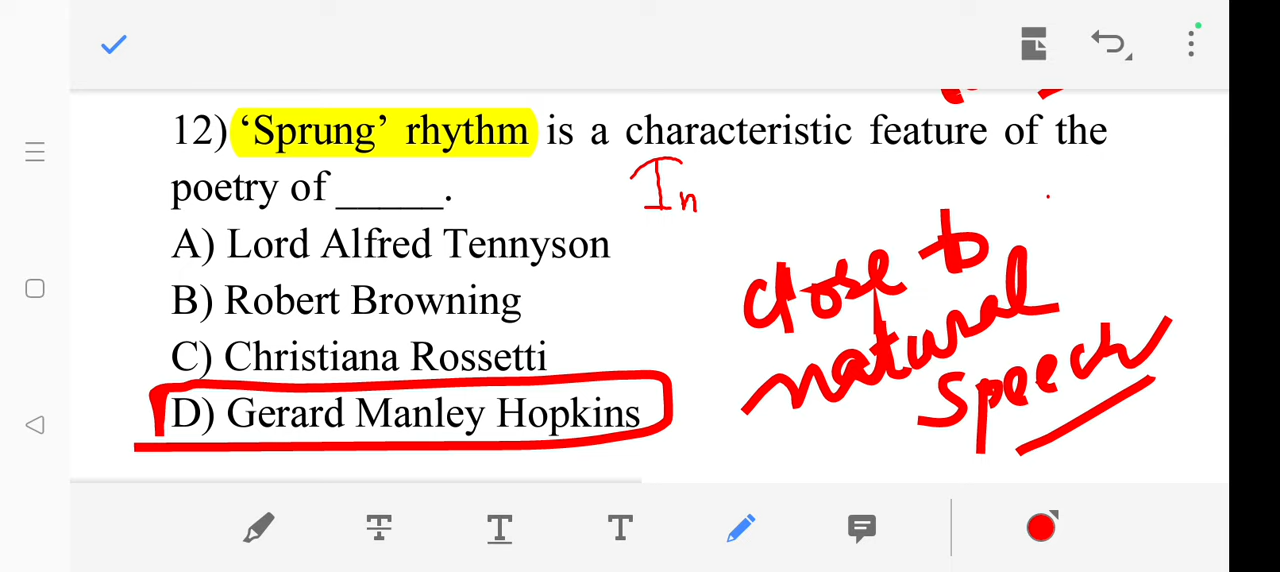 12) ‘Sprung’ rhythm is a characteristic feature of the
poetry of _____.
In
A) Lord Alfred Tennyson
B) Robert Browning
C) Christiana Rossetti
D) Gerard Manley Hopkins
close to
natural
speech
T
T
T